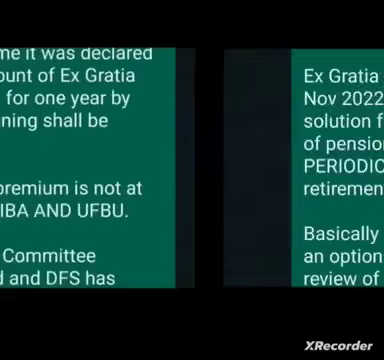 me it was declared
ount of Ex Gratia
for one year by
ning shall be
premium is not at
IBA AND UFBU.
Committee
d and DFS has
Ex Gratia
Nov 2022
solution f
of pensio
PERIODIC
retiremen
Basically
an option
review of
XRecorder